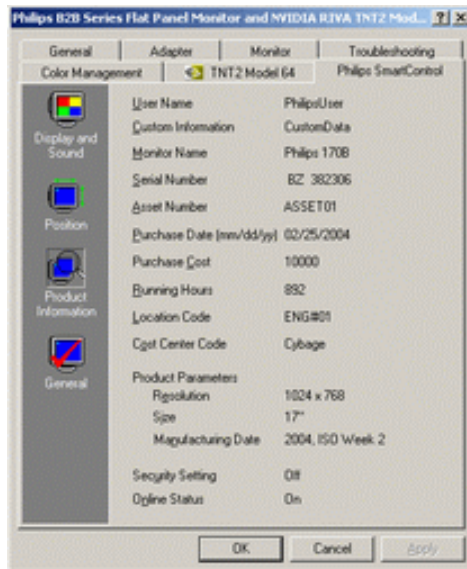 Philips B2B Series Flat Panel Monitor and NVIDIA RIVA TNT2 Mod...
General Adapter Monitor Troubleshooting
Color Management TNT2 Model 64 Philips SmartControl
Display and Sound
Position
Product Information
General
User Name PhilipsUser
Custom Information CustomData
Monitor Name Philips 170B
Serial Number BZ 382306
Asset Number ASSET01
Purchase Date (mm/dd/yy) 02/25/2004
Purchase Cost 10000
Running Hours 892
Location Code ENG#01
Cost Center Code Cybage
Product Parameters
Resolution 1024 x 768
Size 17"
Manufacturing Date 2004, ISO Week 2
Security Setting Off
Online Status On
OK Cancel Apply